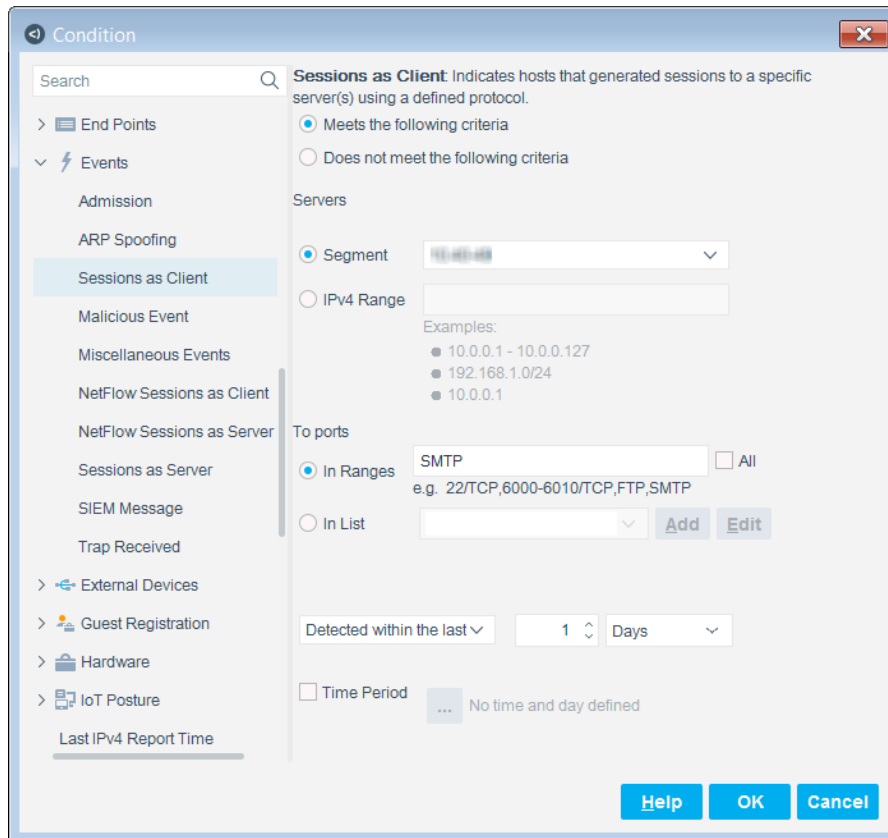 Condition
Search
End Points
Events
Admission
ARP Spoofing
Sessions as Client
Malicious Event
Miscellaneous Events
NetFlow Sessions as Client
NetFlow Sessions as Server
Sessions as Server
SIEM Message
Trap Received
External Devices
Guest Registration
Hardware
IoT Posture
Last IPv4 Report Time
Sessions as Client: Indicates hosts that generated sessions to a specific
server(s) using a defined protocol.
Meets the following criteria
Does not meet the following criteria
Servers
Segment
IPv4 Range
Examples:
10.0.0.1 - 10.0.0.127
192.168.1.0/24
10.0.0.1
To ports
In Ranges SMTP All
e.g. 22/TCP,6000-6010/TCP,FTP,SMTP
In List Add Edit
Detected within the last 1 Days
Time Period ... No time and day defined
Help OK Cancel